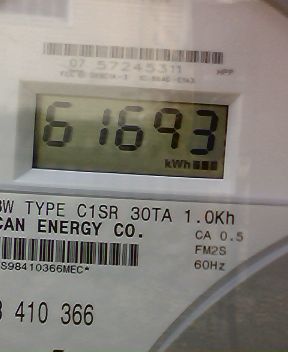 07 57245311 HPP
61693
kWh
3W TYPE C1SR 30TA 1.0Kh
CAN ENERGY CO.
CA 0.5
FM2S
60Hz
*S98410366MEC*
410 366